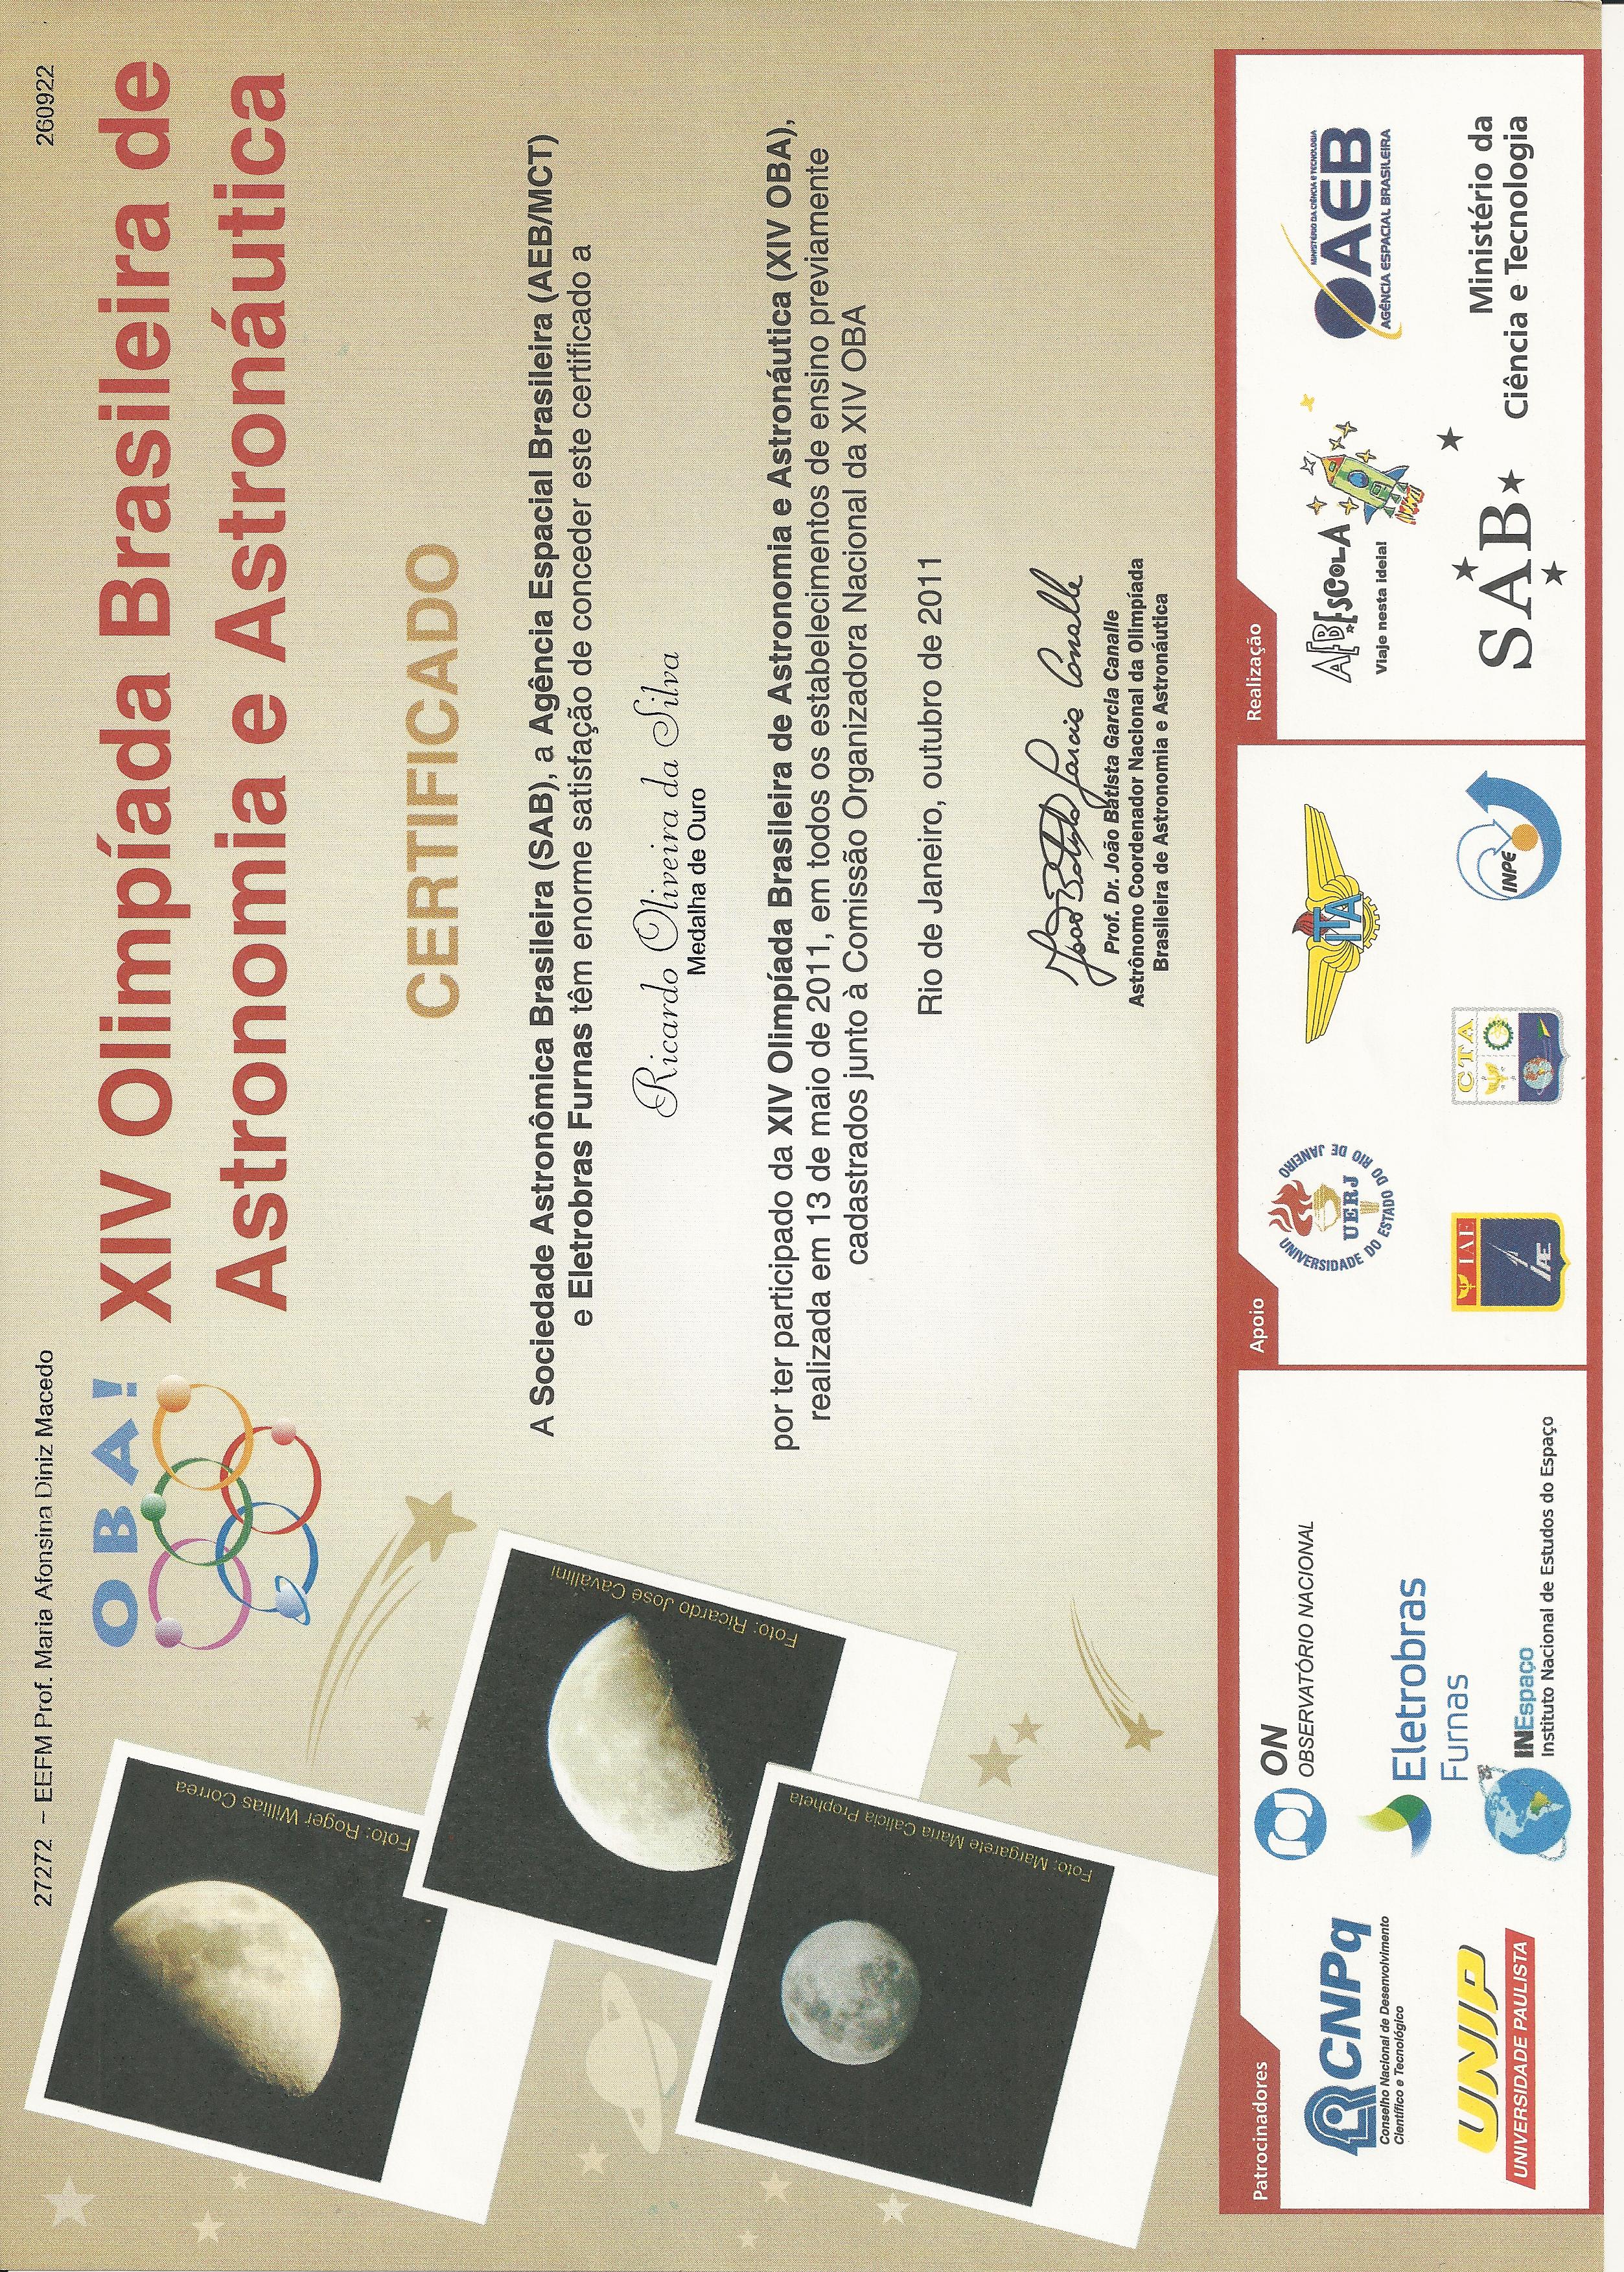 27272 – EEFM Prof. Maria Afonsina Diniz Macedo
260922
OBA!
XIV Olimpíada Brasileira de
Astronomia e Astronáutica
CERTIFICADO
A Sociedade Astronômica Brasileira (SAB), a Agência Espacial Brasileira (AEB/MCT)
e Eletrobras Furnas têm enorme satisfação de conceder este certificado a
Ricardo Oliveira da Silva
Medalha de Ouro
por ter participado da XIV Olimpíada Brasileira de Astronomia e Astronáutica (XIV OBA),
realizada em 13 de maio de 2011, em todos os estabelecimentos de ensino previamente
cadastrados junto à Comissão Organizadora Nacional da XIV OBA
Rio de Janeiro, outubro de 2011
João Batista Garcia Canalle
Prof. Dr. João Batista Garcia Canalle
Astrônomo Coordenador Nacional da Olimpíada
Brasileira de Astronomia e Astronáutica
Foto: Roger Willias Correa
Foto: Ricardo José Cavallini
Foto: Margarete Maria Calicia Propheta
Patrocinadores
CNPq
Conselho Nacional de Desenvolvimento
Científico e Tecnológico
ON
OBSERVATÓRIO NACIONAL
Eletrobras
Furnas
UNIP
UNIVERSIDADE PAULISTA
INEspaço
Instituto Nacional de Estudos do Espaço
Apoio
UERJ
UNIVERSIDADE DO ESTADO DO RIO DE JANEIRO
ITA
IAE
IAE
CTA
INPE
Realização
AEBESCOLA
Viaje nesta ideia!
MINISTÉRIO DA CIÊNCIA E TECNOLOGIA
AEB
AGÊNCIA ESPACIAL BRASILEIRA
SAB
Ministério da
Ciência e Tecnologia